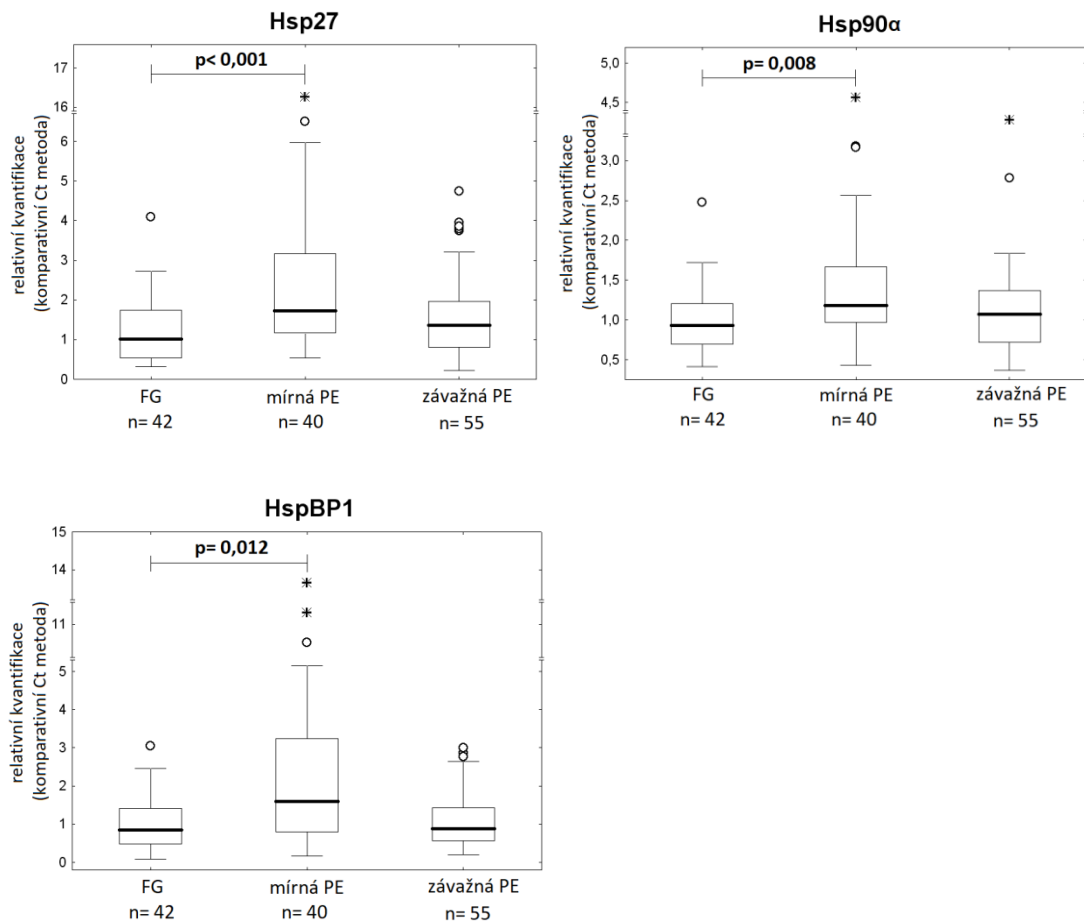 Hsp27
p< 0,001
17
16
6
5
4
3
2
1
0
relativní kvantifikace
(komparativní Ct metoda)
FG
mírná PE
závažná PE
n= 42
n= 40
n= 55
Hsp90α
p= 0,008
5,0
4,5
3,0
2,5
2,0
1,5
1,0
0,5
relativní kvantifikace
(komparativní Ct metoda)
FG
mírná PE
závažná PE
n= 42
n= 40
n= 55
HspBP1
p= 0,012
15
14
11
5
4
3
2
1
0
relativní kvantifikace
(komparativní Ct metoda)
FG
mírná PE
závažná PE
n= 42
n= 40
n= 55